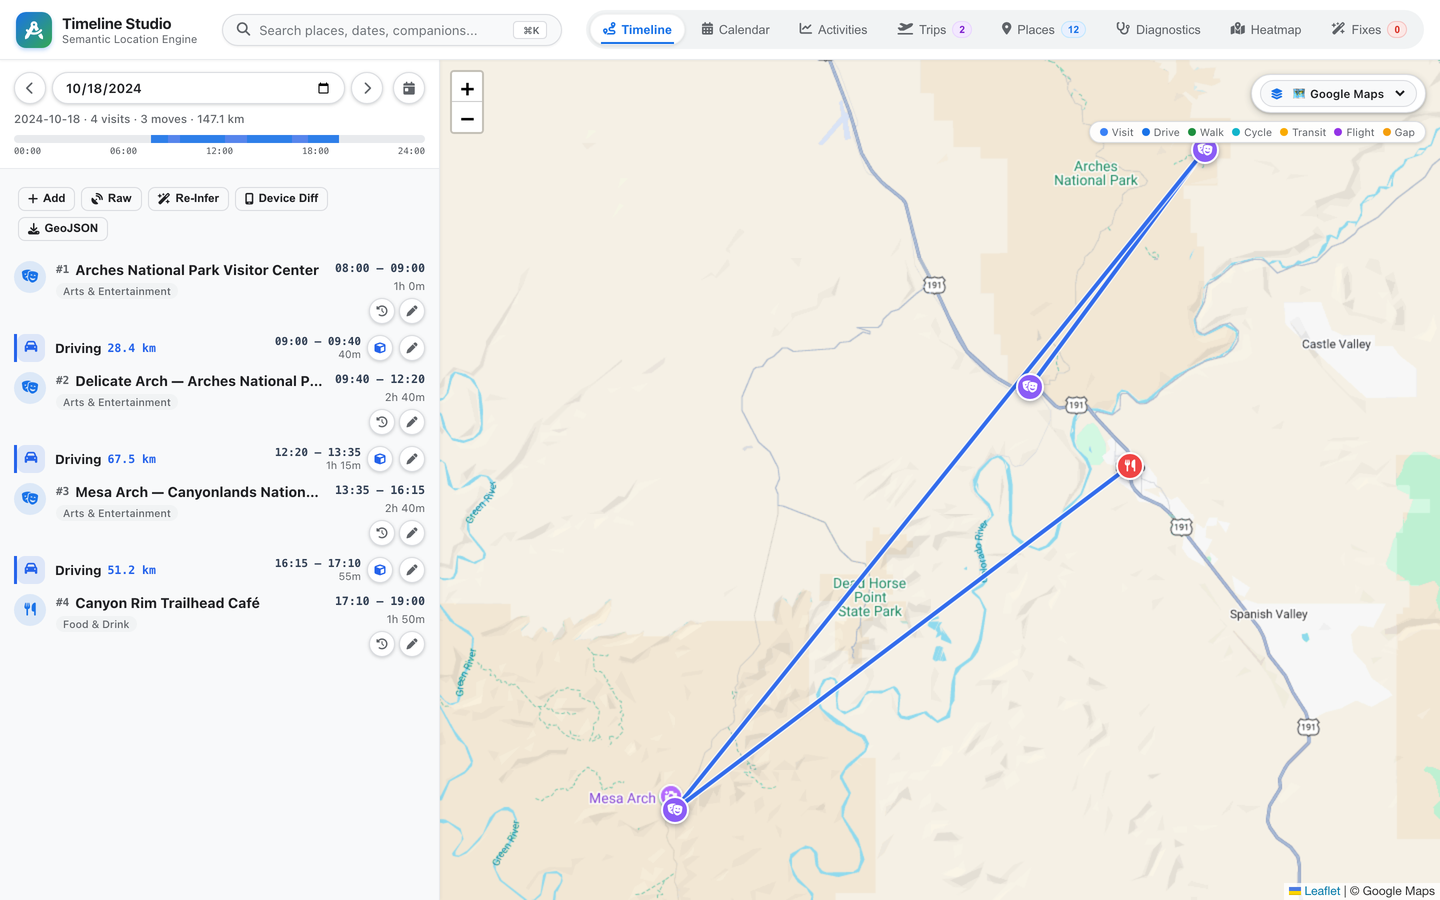 Timeline Studio
Semantic Location Engine
Search places, dates, companions...
⌘K
Timeline
Calendar
Activities
Trips 2
Places 12
Diagnostics
Heatmap
Fixes 0
10/18/2024
2024-10-18 · 4 visits · 3 moves · 147.1 km
00:00 06:00 12:00 18:00 24:00
Add
Raw
Re-Infer
Device Diff
GeoJSON
#1 Arches National Park Visitor Center 08:00 – 09:00
Arts & Entertainment 1h 0m
Driving 28.4 km 09:00 – 09:40
40m
#2 Delicate Arch — Arches National P... 09:40 – 12:20
Arts & Entertainment 2h 40m
Driving 67.5 km 12:20 – 13:35
1h 15m
#3 Mesa Arch — Canyonlands Nation... 13:35 – 16:15
Arts & Entertainment 2h 40m
Driving 51.2 km 16:15 – 17:10
55m
#4 Canyon Rim Trailhead Café 17:10 – 19:00
Food & Drink 1h 50m
+
−
Google Maps
Visit Drive Walk Cycle Transit Flight Gap
Arches
National Park
191
Castle Valley
191
Green River
191
Colorado River
Dead Horse
Point
State Park
Spanish Valley
Green River
191
Mesa Arch
Green River
Leaflet | © Google Maps